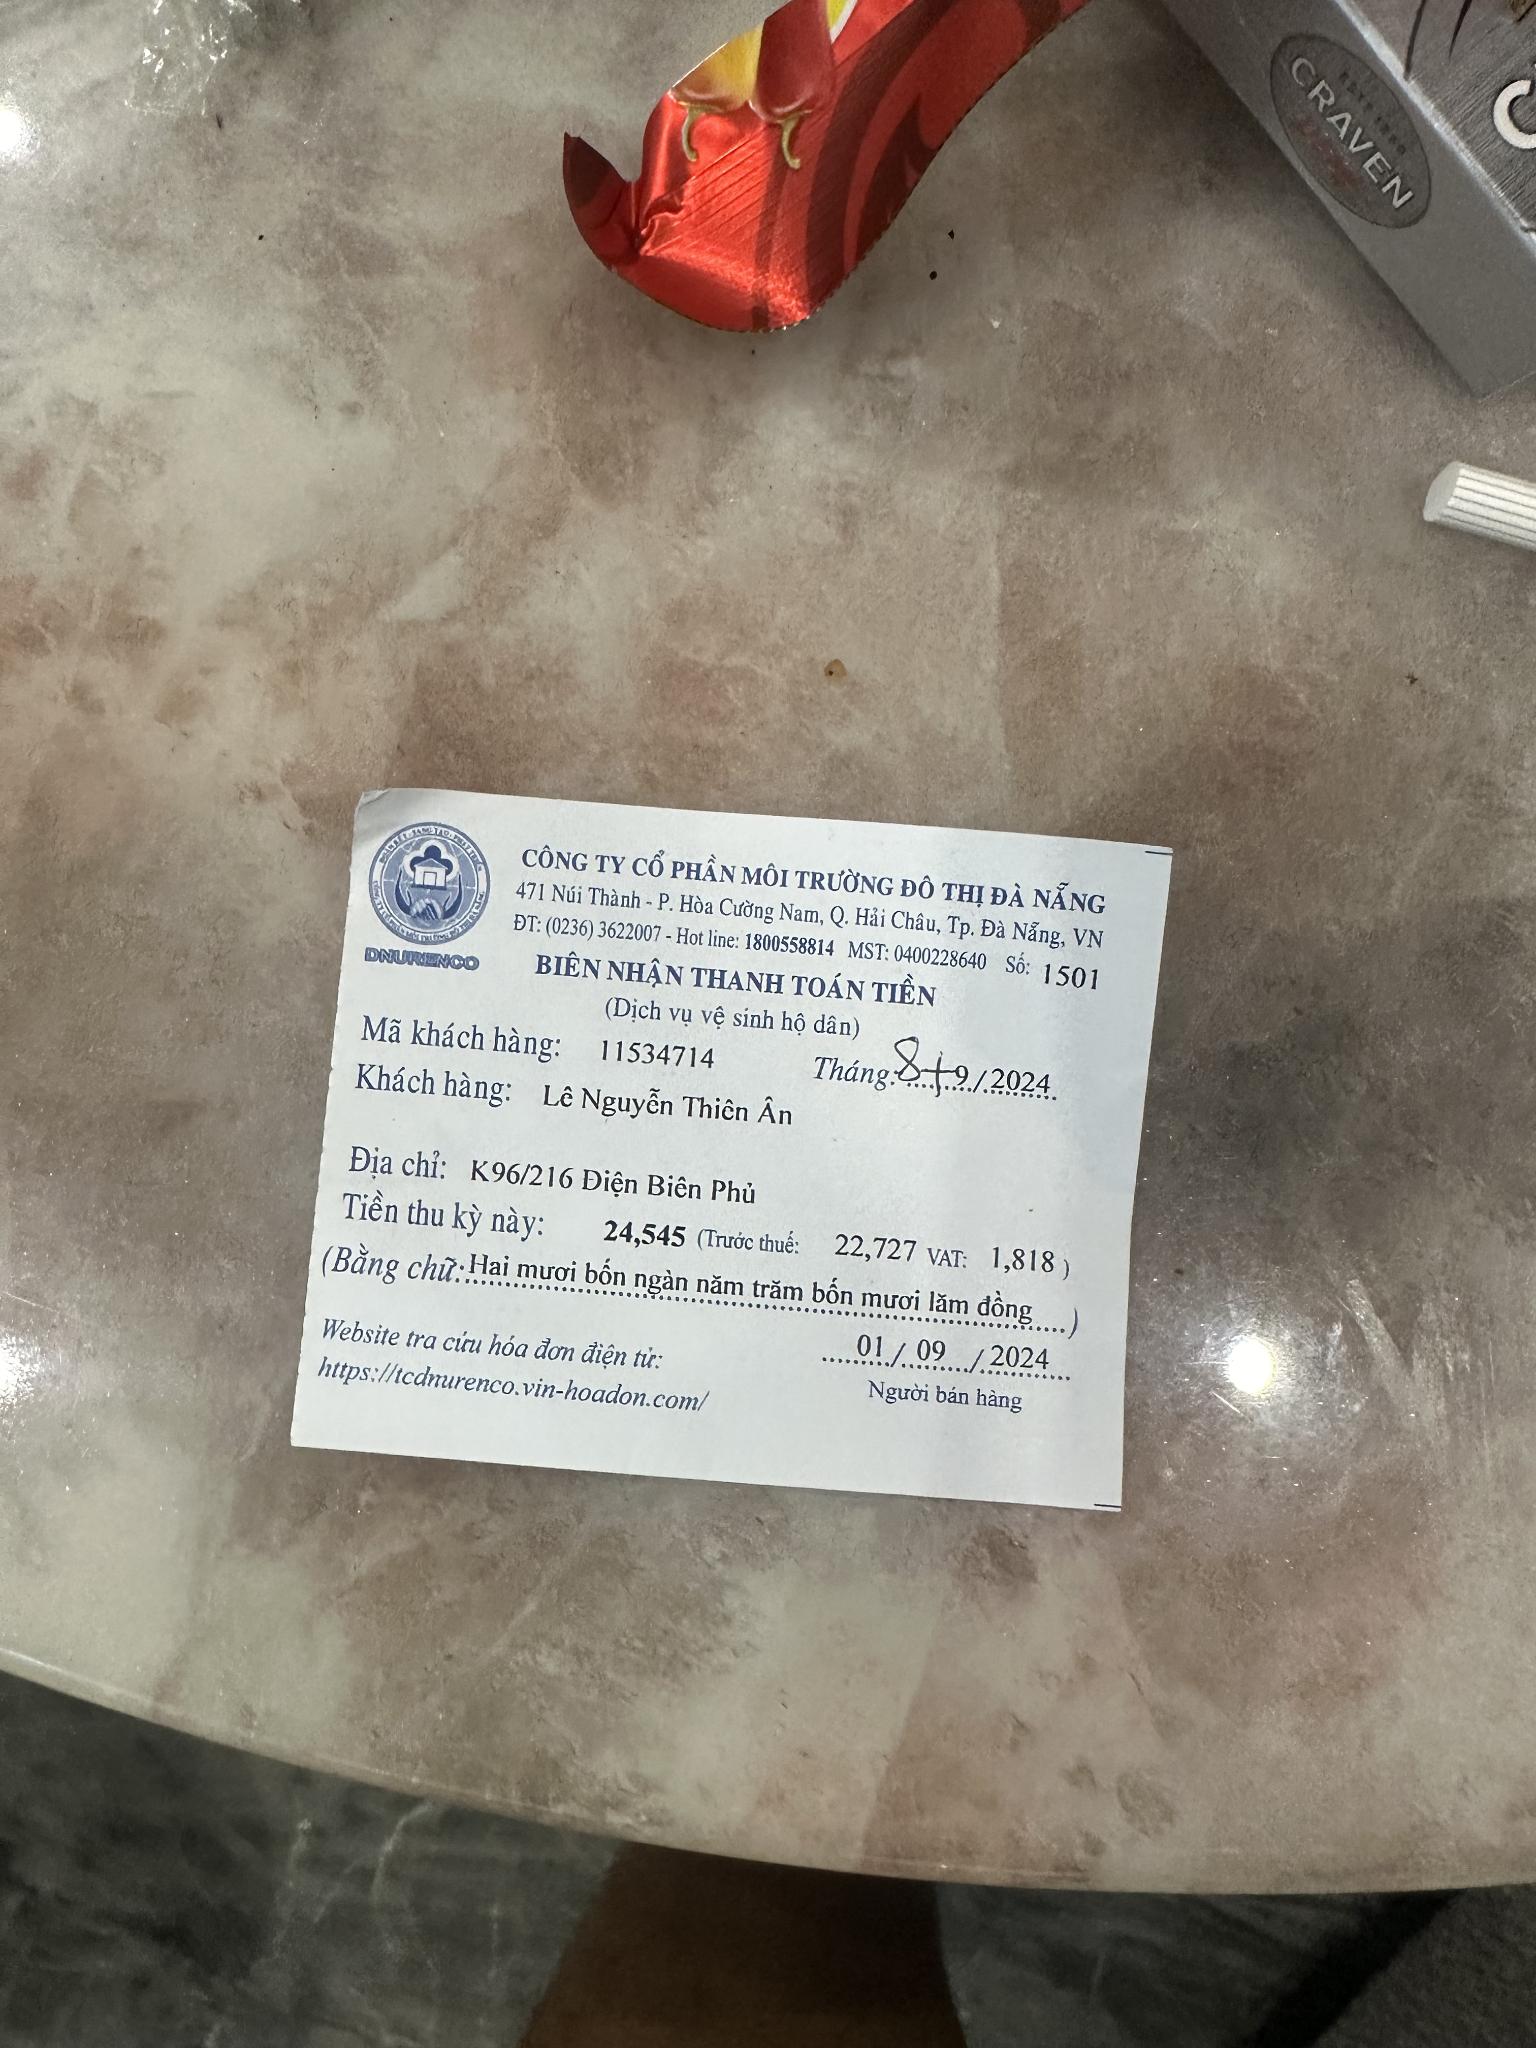 CRAVEN
CÔNG TY CỔ PHẦN MÔI TRƯỜNG ĐÔ THỊ ĐÀ NẴNG
471 Núi Thành - P. Hòa Cường Nam, Q. Hải Châu, Tp. Đà Nẵng, VN
ĐT: (0236) 3622007 - Hot line: 1800558814 MST: 0400228640 Số: 1501
DNURENCO
BIÊN NHẬN THANH TOÁN TIỀN
(Dịch vụ vệ sinh hộ dân)
Mã khách hàng: 11534714 Tháng: 8+9/2024
Khách hàng: Lê Nguyễn Thiên Ân
Địa chỉ: K96/216 Điện Biên Phủ
Tiền thu kỳ này: 24,545 (Trước thuế: 22,727 VAT: 1,818 )
(Bằng chữ: Hai mươi bốn ngàn năm trăm bốn mươi lăm đồng.....)
Website tra cứu hóa đơn điện tử:
https://tcdnurenco.vin-hoadon.com/
01/ 09 / 2024
Người bán hàng